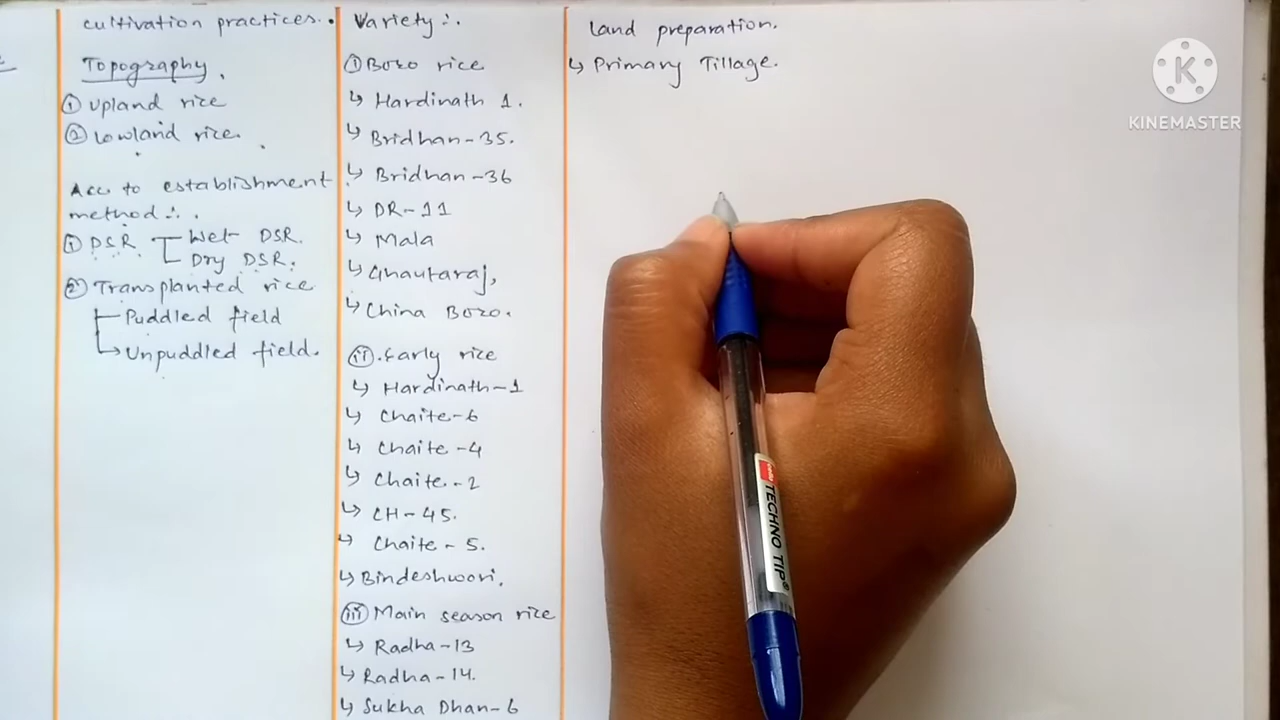 cultivation practices.
Topography.
① Upland rice
② Lowland rice.
Acc to establishment
method :.
① DSR Wet DSR.
Dry DSR.
② Transplanted rice
Puddled field
Unpuddled field.
Variety :.
① Boro rice
↳ Hardinath 1.
↳ Bridhan-35.
↳ Bridhan-36
↳ DR-11
↳ Mala
↳ Ghautaraj,
↳ China Boro.
ii. Early rice
↳ Hardinath-1
↳ Chaite-6
↳ Chaite-4
↳ Chaite-2
↳ CH-45.
↳ Chaite-5.
↳ Bindeshwori.
iii Main season rice
↳ Radha-13
↳ Radha-14.
↳ Sukha Dhan-6
Land preparation.
↳ Primary Tillage.
KINEMASTER
TECHNO TIP